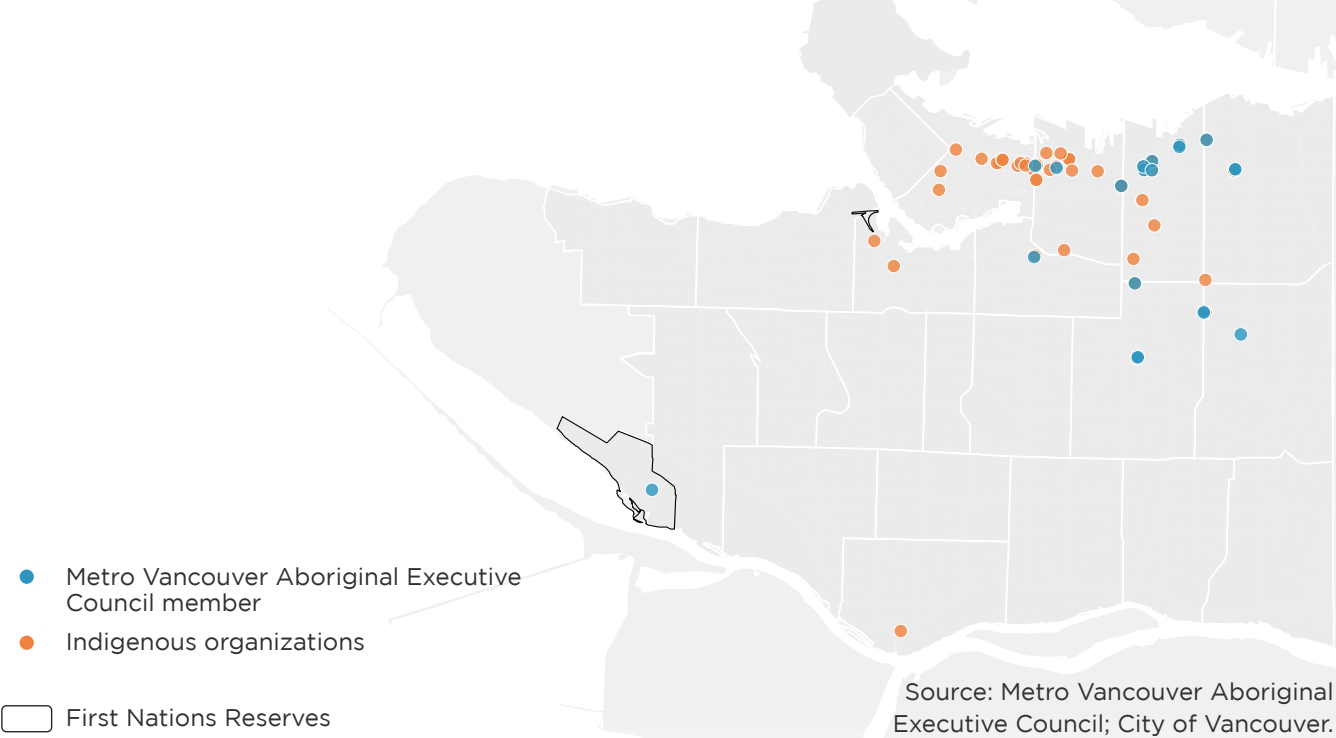 Metro Vancouver Aboriginal Executive
Council member
Indigenous organizations
First Nations Reserves
Source: Metro Vancouver Aboriginal
Executive Council; City of Vancouver.